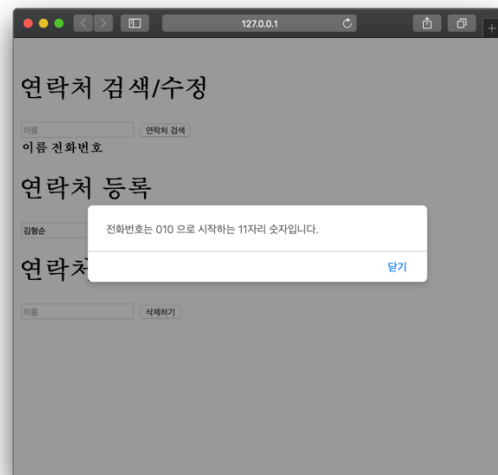 127.0.0.1
연락처 검색/수정
이름 연락처 검색
이름 전화번호
연락처 등록
김형순
전화번호는 010 으로 시작하는 11자리 숫자입니다.
닫기
연락처
이름 삭제하기